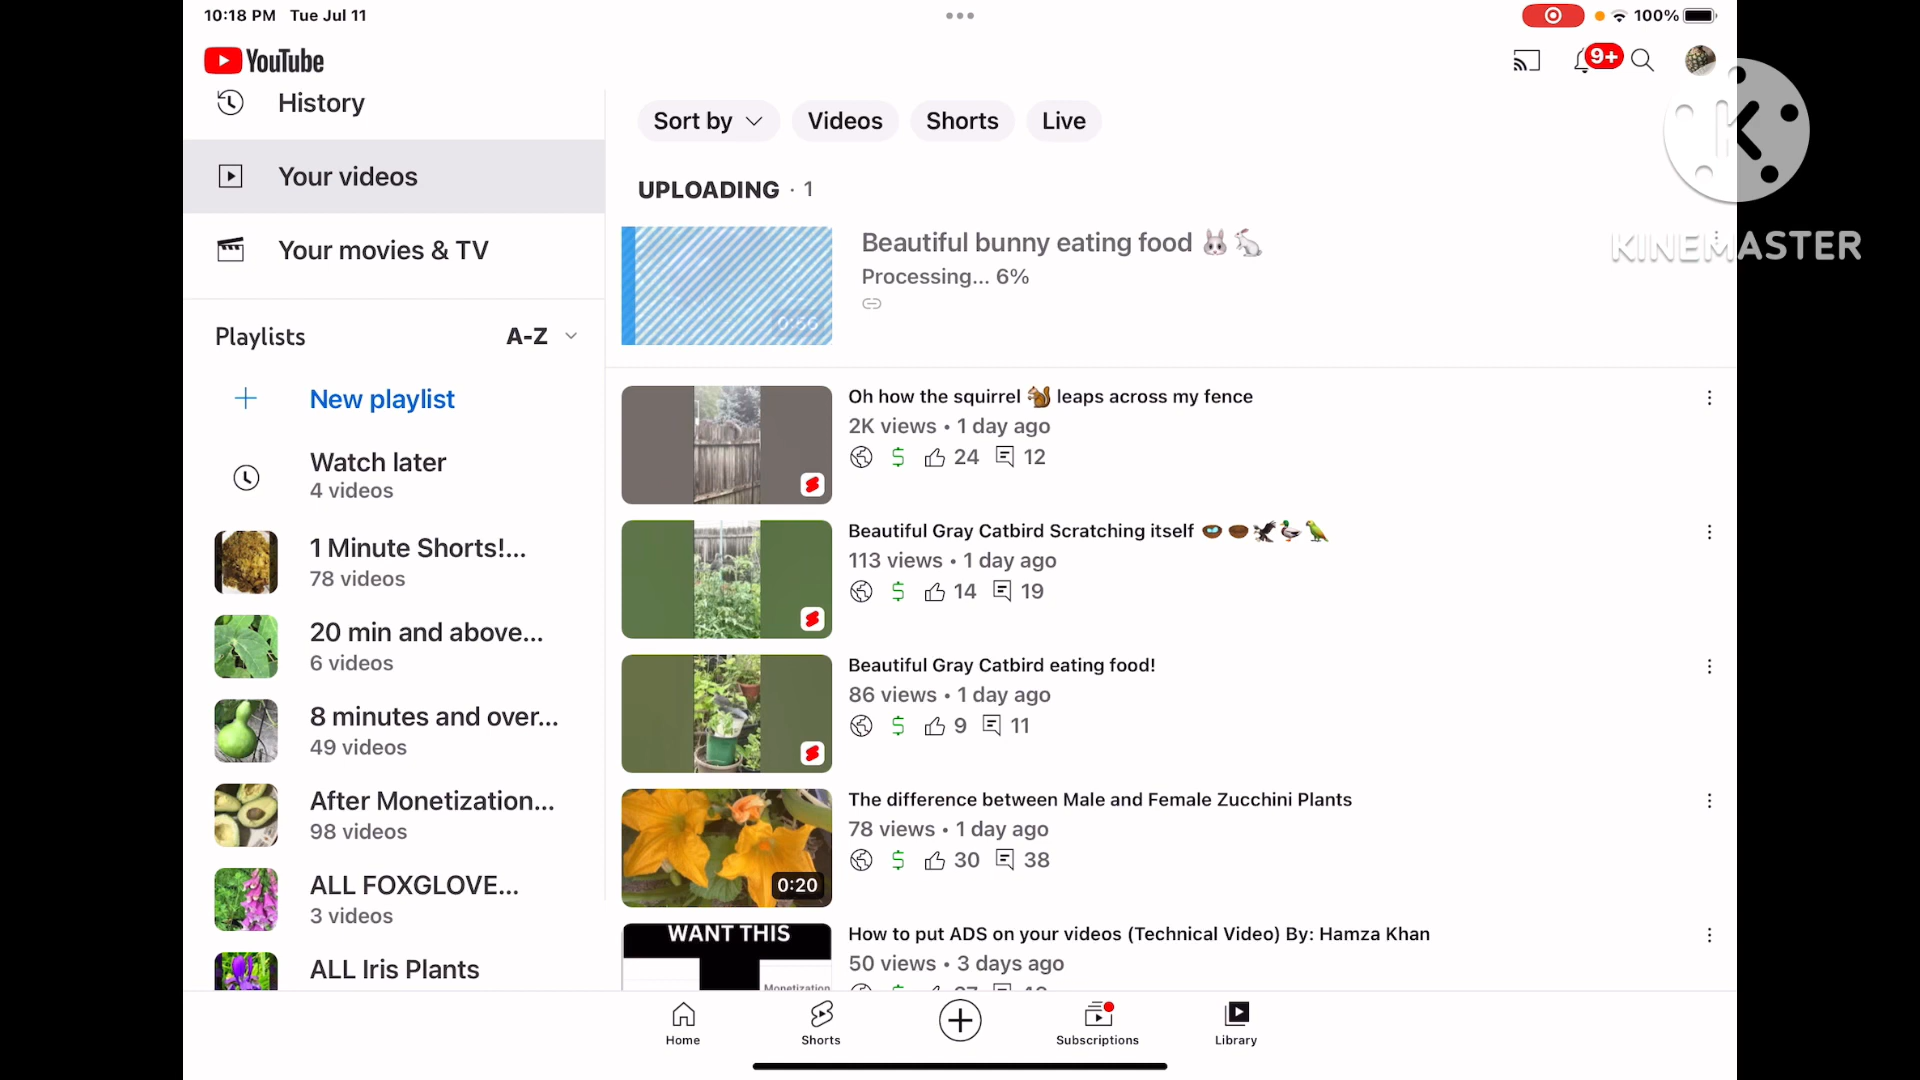 10:18 PM Tue Jul 11
100%
YouTube
9+
History
Your videos
Your movies & TV
Playlists
A-Z
New playlist
Watch later
4 videos
1 Minute Shorts!...
78 videos
20 min and above...
6 videos
8 minutes and over...
49 videos
After Monetization...
98 videos
ALL FOXGLOVE...
3 videos
ALL Iris Plants
Sort by
Videos
Shorts
Live
UPLOADING · 1
Beautiful bunny eating food 🐰🐇
Processing... 6%
0:56
Oh how the squirrel 🐿️ leaps across my fence
2K views • 1 day ago
24 12
Beautiful Gray Catbird Scratching itself 🪺🪹🦅🦆🦜
113 views • 1 day ago
14 19
Beautiful Gray Catbird eating food!
86 views • 1 day ago
9 11
The difference between Male and Female Zucchini Plants
78 views • 1 day ago
30 38
0:20
WANT THIS
Monetization
How to put ADS on your videos (Technical Video) By: Hamza Khan
50 views • 3 days ago
Home
Shorts
Subscriptions
Library
K
KINEMASTER